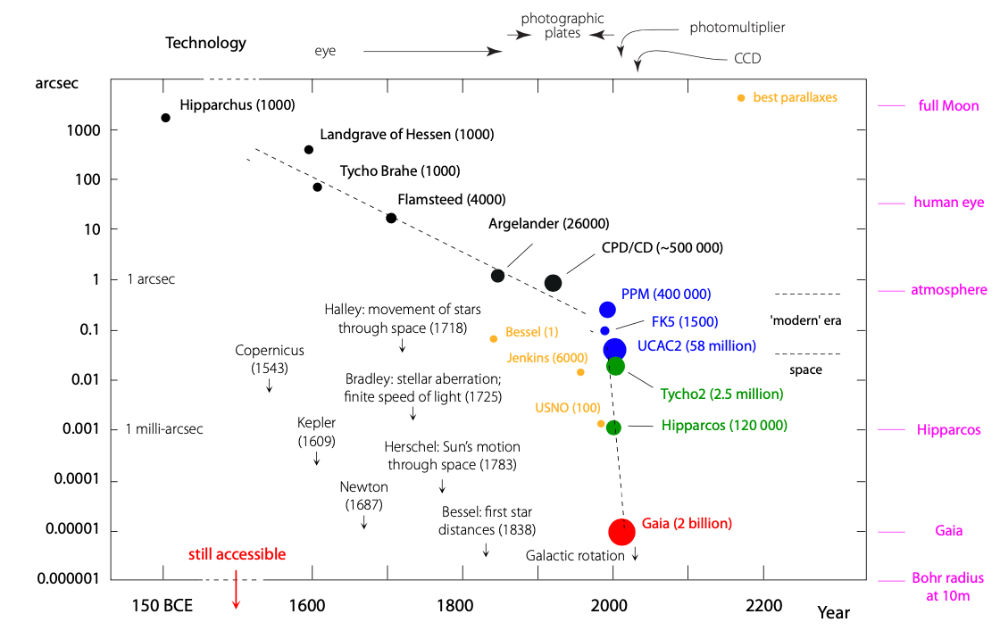 photographic
plates
photomultiplier
Technology
eye
CCD
arcsec
best parallaxes
full Moon
Hipparchus (1000)
1000
Landgrave of Hessen (1000)
100
Tycho Brahe (1000)
human eye
Flamsteed (4000)
10
Argelander (26000)
CPD/CD (~500 000)
1
1 arcsec
atmosphere
PPM (400 000)
Halley: movement of stars
through space (1718)
FK5 (1500)
'modern' era
0.1
Bessel (1)
UCAC2 (58 million)
Copernicus
(1543)
Jenkins (6000)
space
0.01
Bradley: stellar aberration;
finite speed of light (1725)
Tycho2 (2.5 million)
USNO (100)
0.001
1 milli-arcsec
Kepler
(1609)
Hipparcos (120 000)
Hipparcos
Herschel: Sun's motion
through space (1783)
0.0001
Newton
(1687)
Bessel: first star
distances (1838)
0.00001
Gaia (2 billion)
Gaia
still accessible
Galactic rotation
0.000001
Bohr radius
at 10m
150 BCE
1600
1800
2000
2200
Year